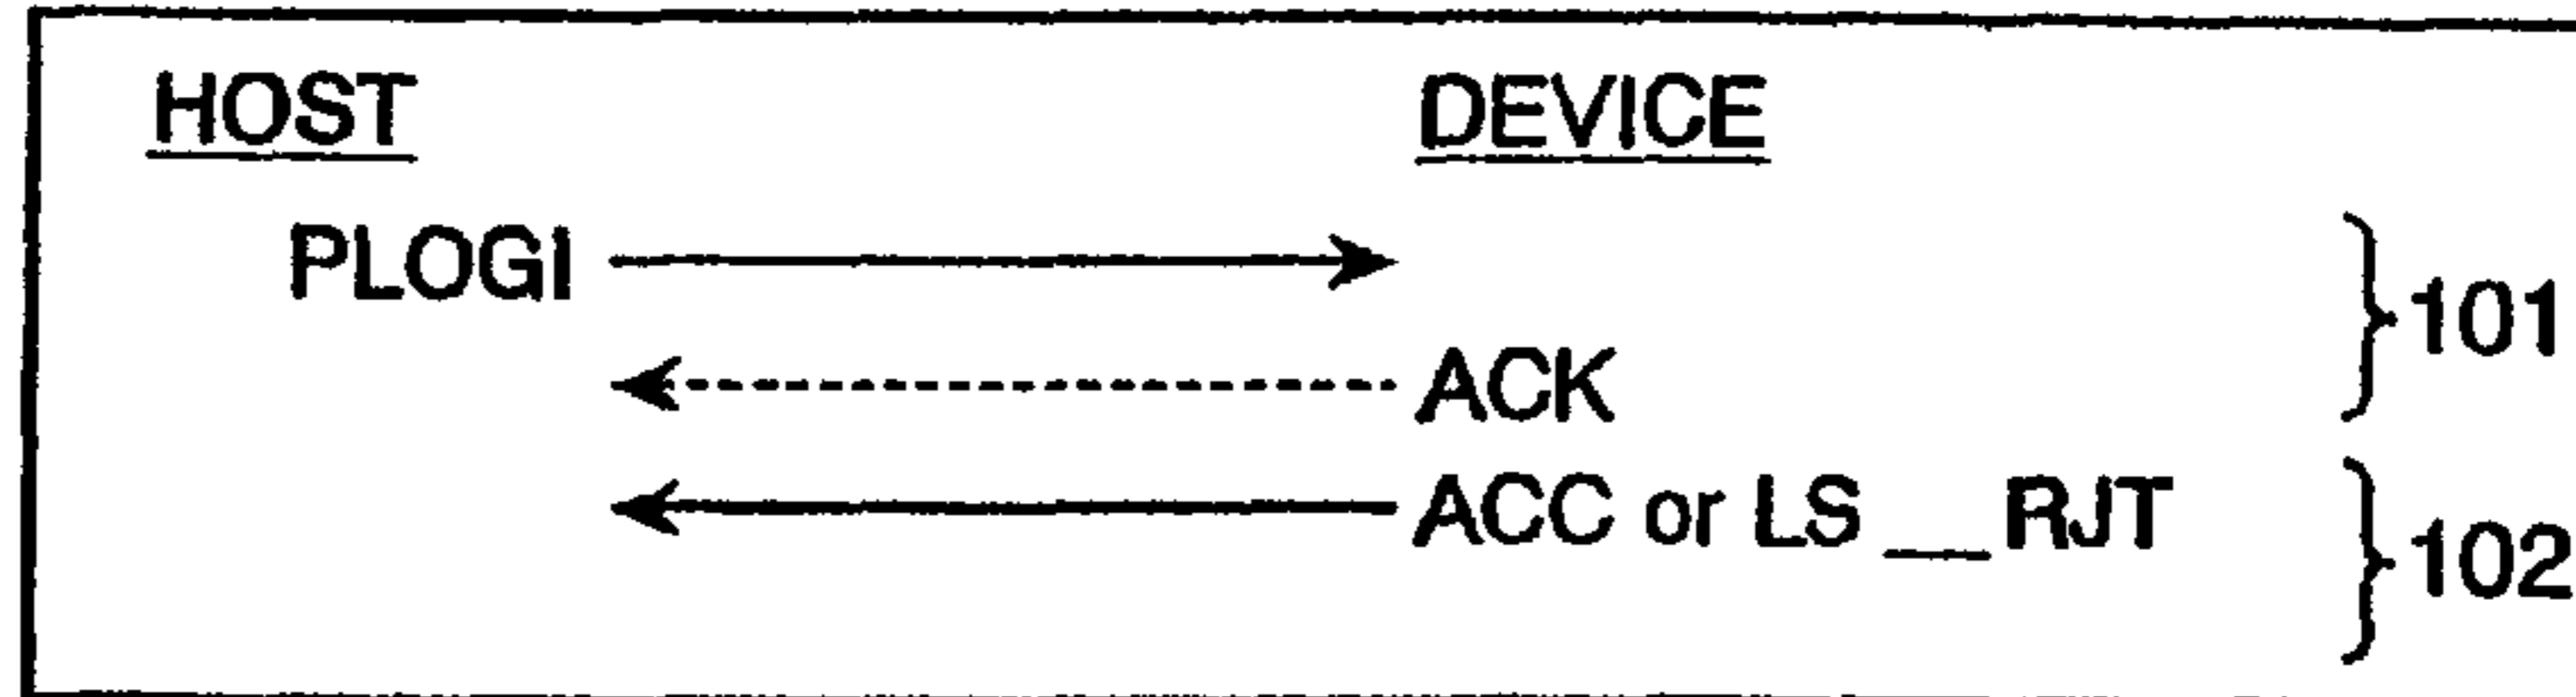 HOST DEVICE
PLOGI
101
ACK
ACC or LS __ RJT
102